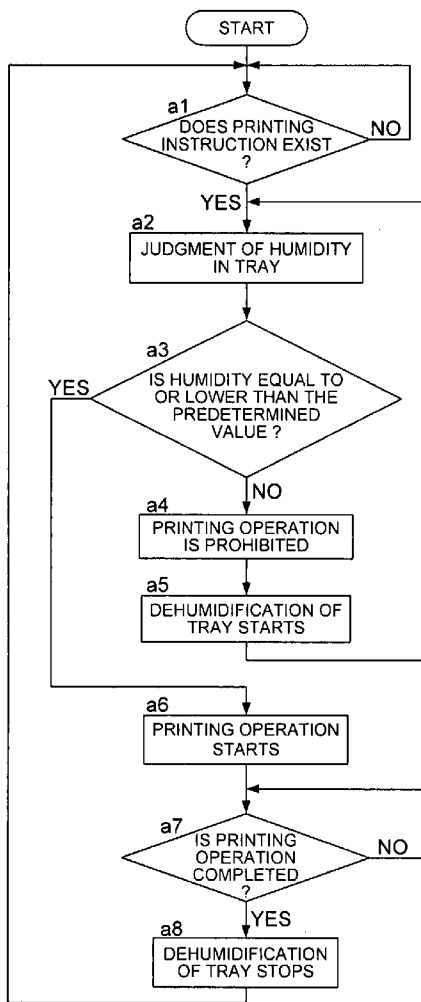 START
a1
DOES PRINTING
INSTRUCTION EXIST
?
NO
YES
a2
JUDGMENT OF HUMIDITY
IN TRAY
a3
YES
IS HUMIDITY EQUAL TO
OR LOWER THAN THE
PREDETERMINED
VALUE ?
NO
a4
PRINTING OPERATION
IS PROHIBITED
a5
DEHUMIDIFICATION OF
TRAY STARTS
a6
PRINTING OPERATION
STARTS
a7
IS PRINTING
OPERATION
COMPLETED
?
NO
YES
a8
DEHUMIDIFICATION
OF TRAY STOPS